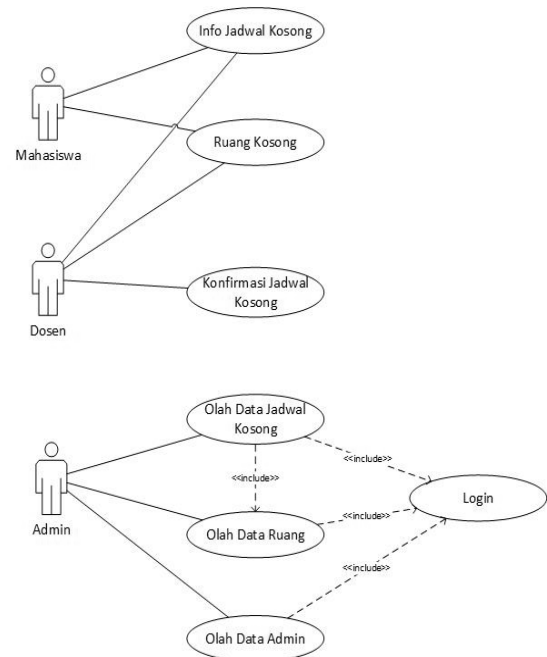 Info Jadwal Kosong
Mahasiswa
Ruang Kosong
Dosen
Konfirmasi Jadwal
Kosong
Olah Data Jadwal
Kosong
<<include>>
<<include>>
Login
Admin
Olah Data Ruang
<<include>>
<<include>>
Olah Data Admin